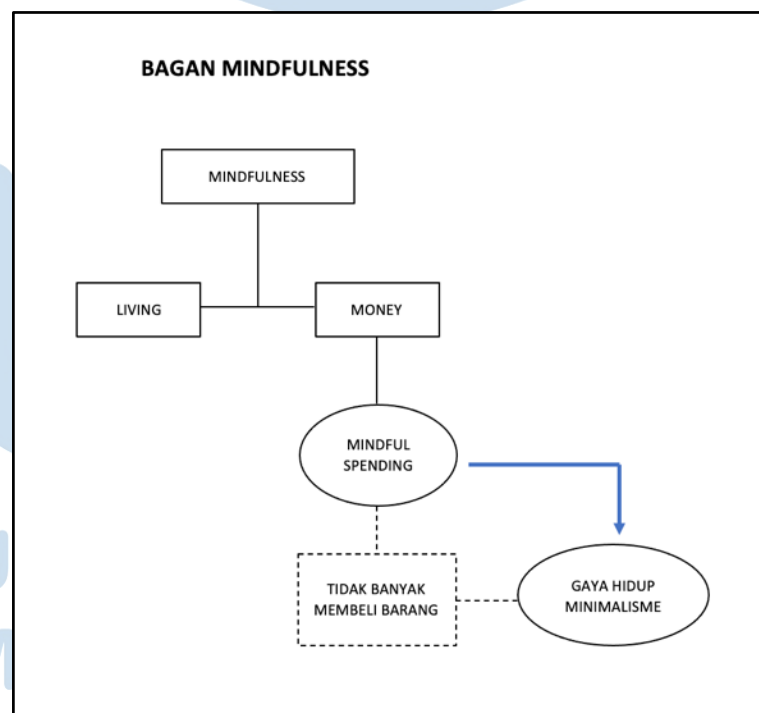 BAGAN MINDFULNESS
MINDFULNESS
LIVING
MONEY
MINDFUL
SPENDING
TIDAK BANYAK
MEMBELI BARANG
GAYA HIDUP
MINIMALISME